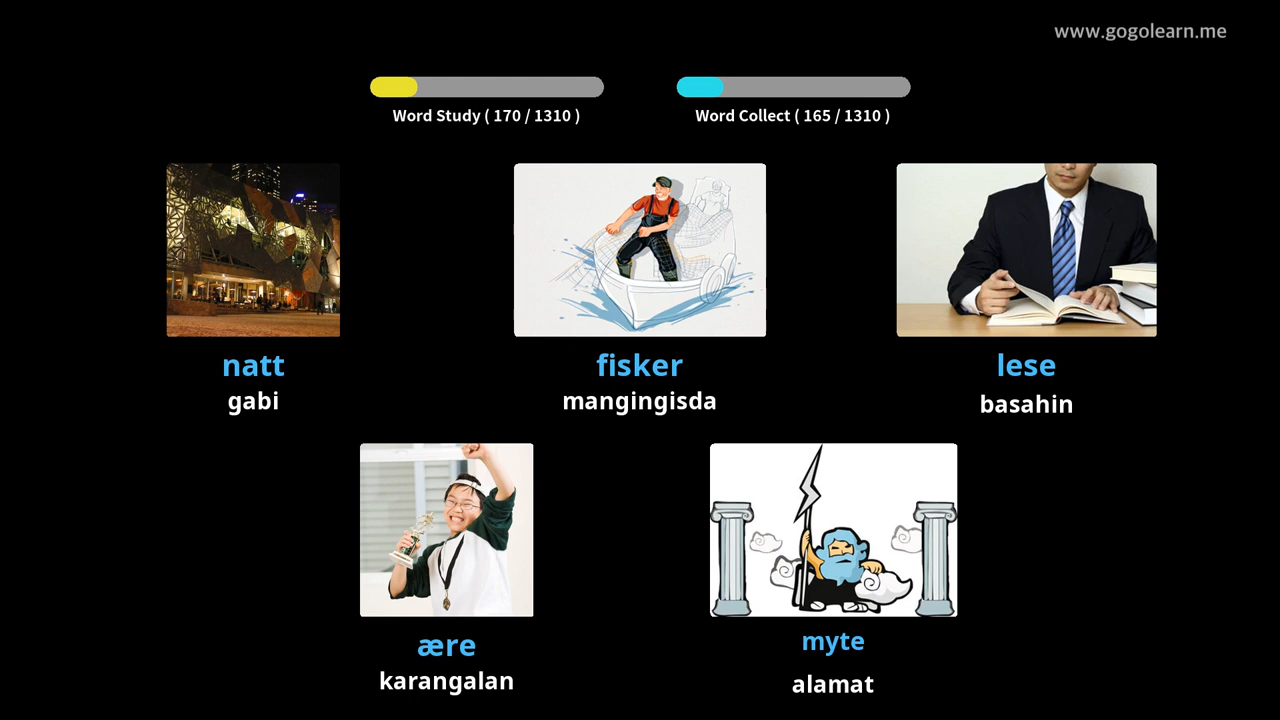 www.gogolearn.me
Word Study ( 170 / 1310 )
Word Collect ( 165 / 1310 )
natt
gabi
fisker
mangingisda
lese
basahin
ære
karangalan
myte
alamat